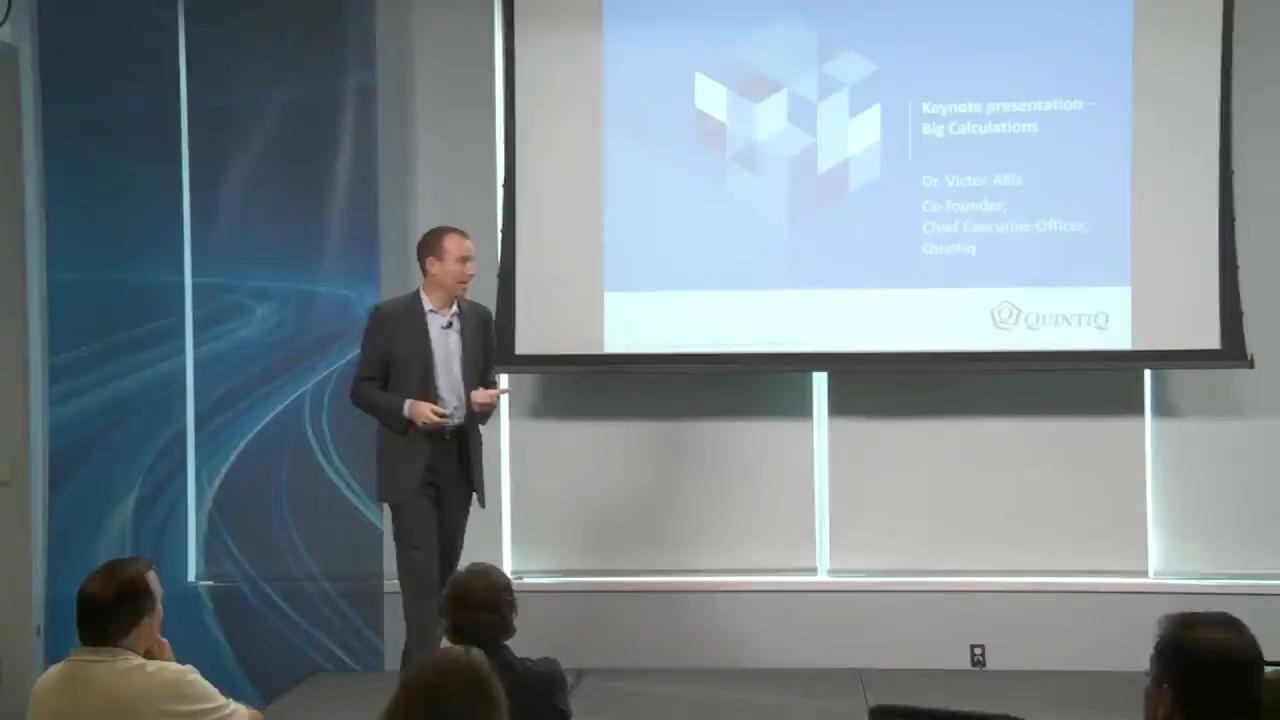 Keynote presentation –
Big Calculations
Dr. Victor Allis
Co-founder,
Chief Executive Officer,
Quintiq
QUINTIQ